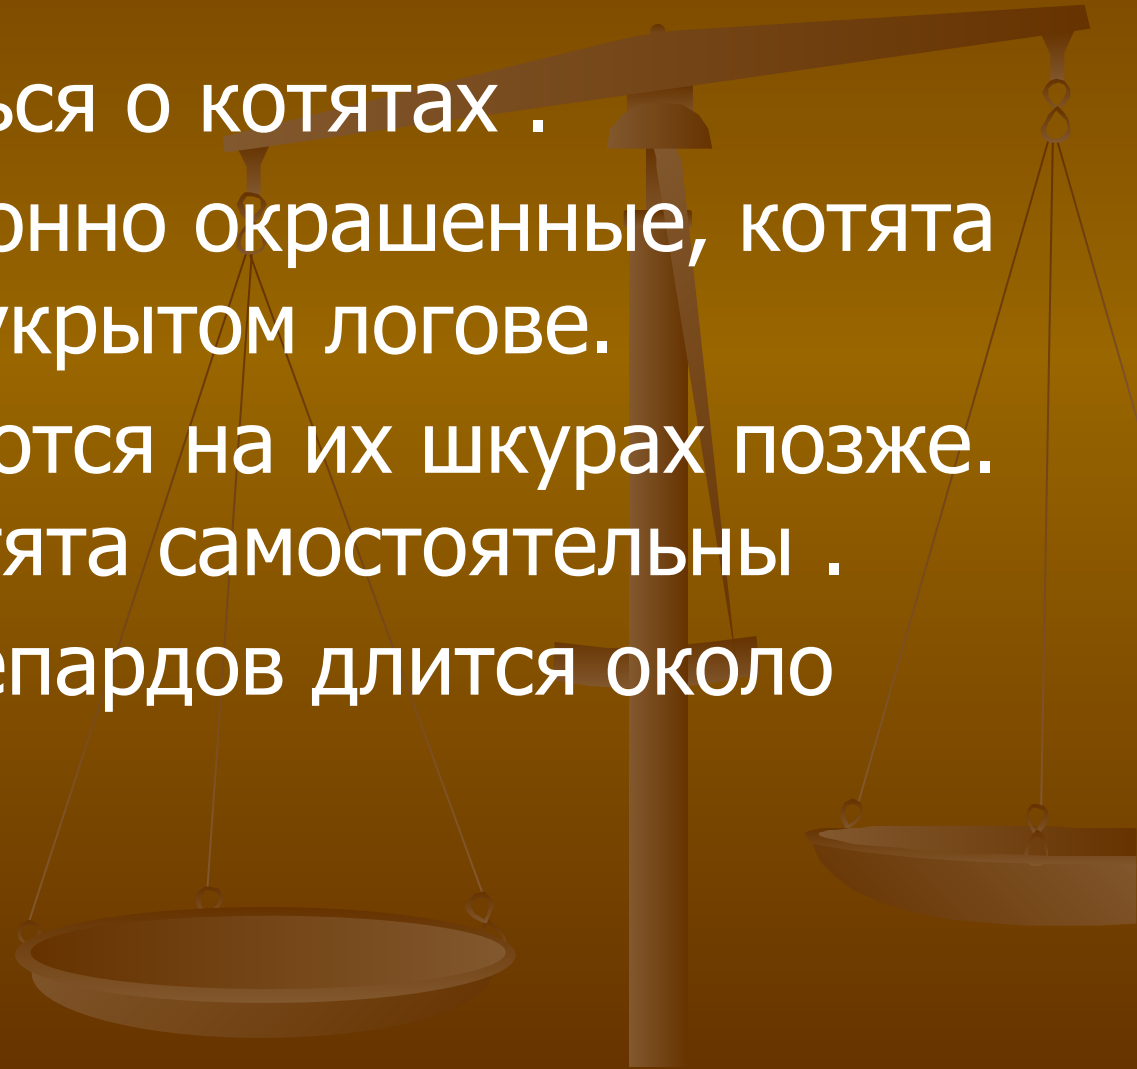 ься о котятах .
онно окрашенные, котята
укрытом логове.
ются на их шкурах позже.
тята самостоятельны .
епардов длится около